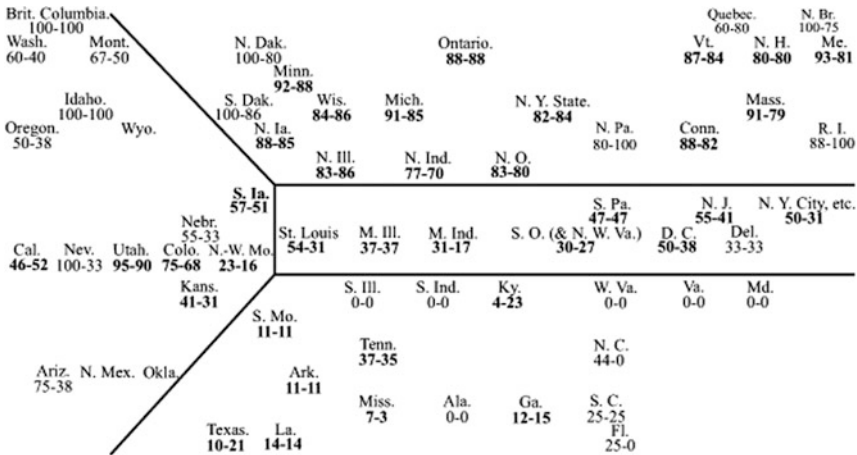 Brit. Columbia.
100-100
Quebec.
60-80
N. Br.
100-75
Wash.
60-40
Mont.
67-50
N. Dak.
100-80
Ontario.
88-88
Vt.
87-84
N. H.
80-80
Me.
93-81
Minn.
92-88
Idaho.
100-100
S. Dak.
100-86
Wis.
84-86
Mich.
91-85
N. Y. State.
82-84
Mass.
91-79
Oregon.
50-38
Wyo.
N. Ia.
88-85
N. Pa.
80-100
Conn.
88-82
R. I.
88-100
N. Ill.
83-86
N. Ind.
77-70
N. O.
83-80
S. Ia.
57-51
S. Pa.
47-47
N. J.
55-41
N. Y. City, etc.
50-31
Nebr.
55-33
St. Louis
54-31
M. Ill.
37-37
M. Ind.
31-17
S. O. (& N. W. Va.)
30-27
D. C.
50-38
Del.
33-33
Cal.
46-52
Nev.
100-33
Utah.
95-90
Colo.
75-68
N.-W. Mo.
23-16
Kans.
41-31
S. Ill.
0-0
S. Ind.
0-0
Ky.
4-23
W. Va.
0-0
Va.
0-0
Md.
0-0
S. Mo.
11-11
Tenn.
37-35
N. C.
44-0
Ariz.
75-38
N. Mex.
Okla.
Ark.
11-11
Miss.
7-3
Ala.
0-0
Ga.
12-15
S. C.
25-25
Texas.
10-21
La.
14-14
Fl.
25-0